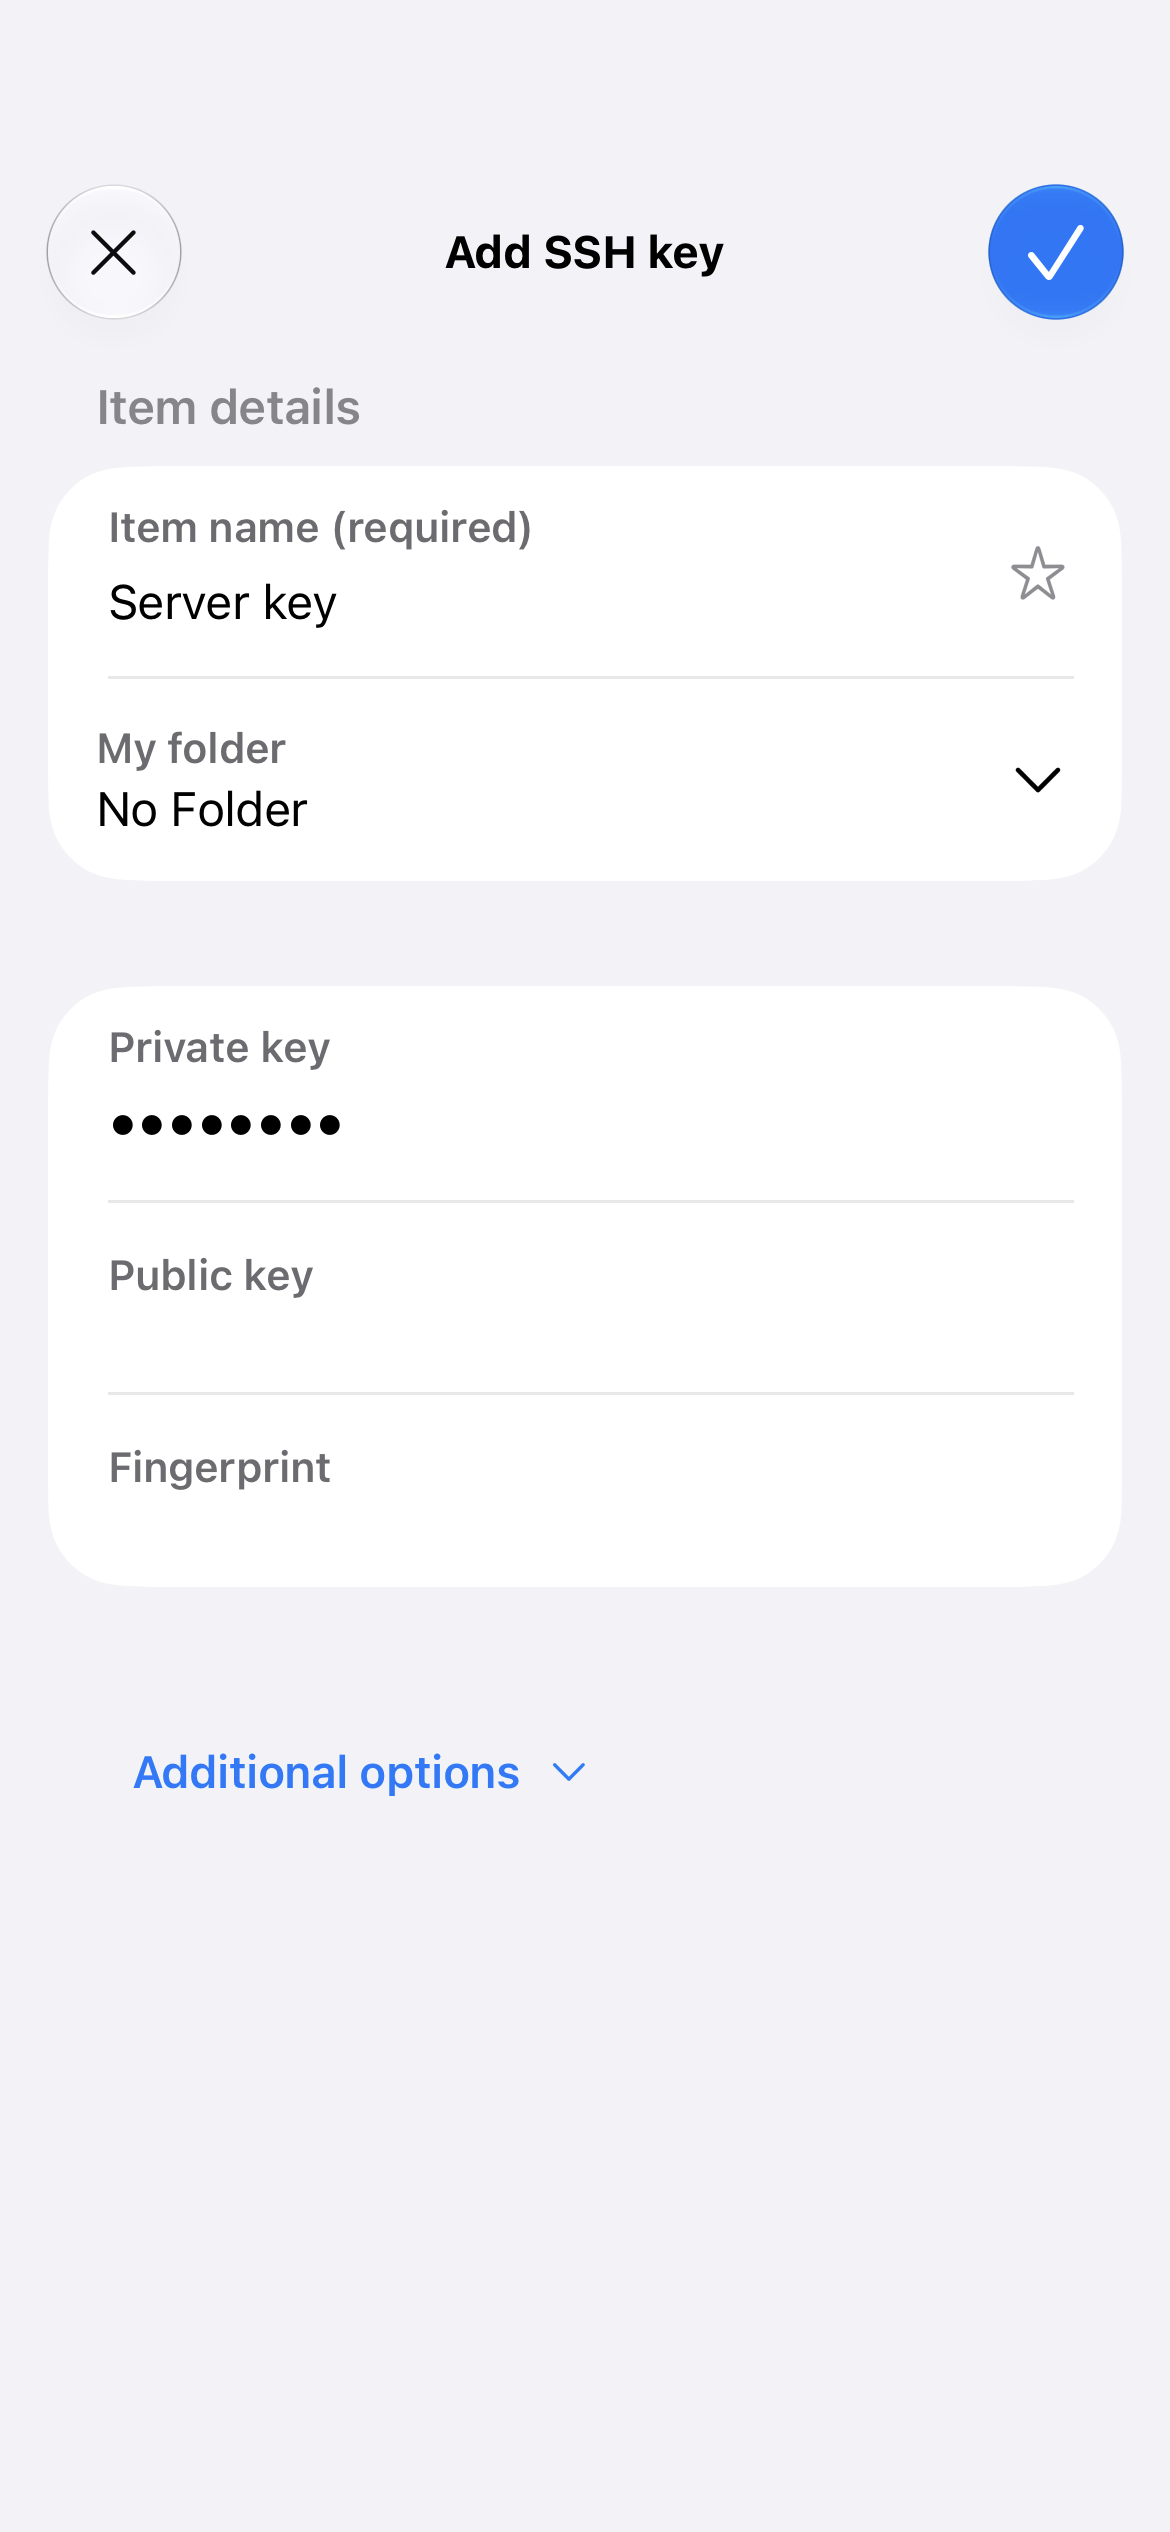 Add SSH key
Item details
Item name (required)
Server key
My folder
No Folder
Private key
••••••••
Public key
Fingerprint
Additional options